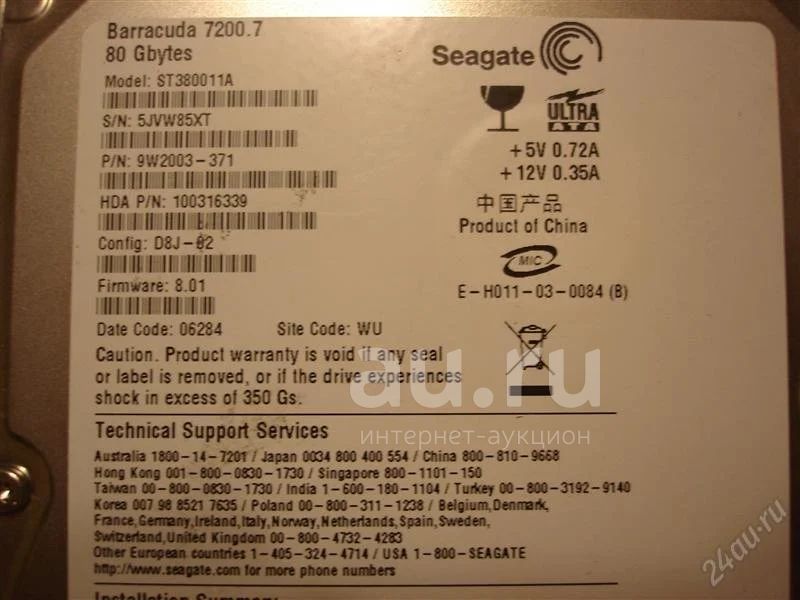 Barracuda 7200.7
80 Gbytes
Model: ST380011A
S/N: 5JVW85XT
P/N: 9W2003-371
HDA P/N: 100316339
Config: D8J-02
Firmware: 8.01
Date Code: 06284 Site Code: WU
Seagate
ULTRA
ATA
+5V 0.72A
+12V 0.35A
中国产品
Product of China
MIC
E-H011-03-0084 (B)
Caution. Product warranty is void if any seal
or label is removed, or if the drive experiences
shock in excess of 350 Gs.
au.ru
интернет-аукцион
Technical Support Services
Australia 1800-14-7201 / Japan 0034 800 400 554 / China 800-810-9668
Hong Kong 001-800-0830-1730 / Singapore 800-1101-150
Taiwan 00-800-0830-1730 / India 1-600-180-1104 / Turkey 00-800-3192-9140
Korea 007 98 8521 7635 / Poland 00-800-311-1238 / Belgium, Denmark,
France, Germany, Ireland, Italy, Norway, Netherlands, Spain, Sweden,
Switzerland, United Kingdom 00-800-4732-4283
Other European countries 1-405-324-4714 / USA 1-800-SEAGATE
http://www.seagate.com for more phone numbers
Installation Summary
24au.ru